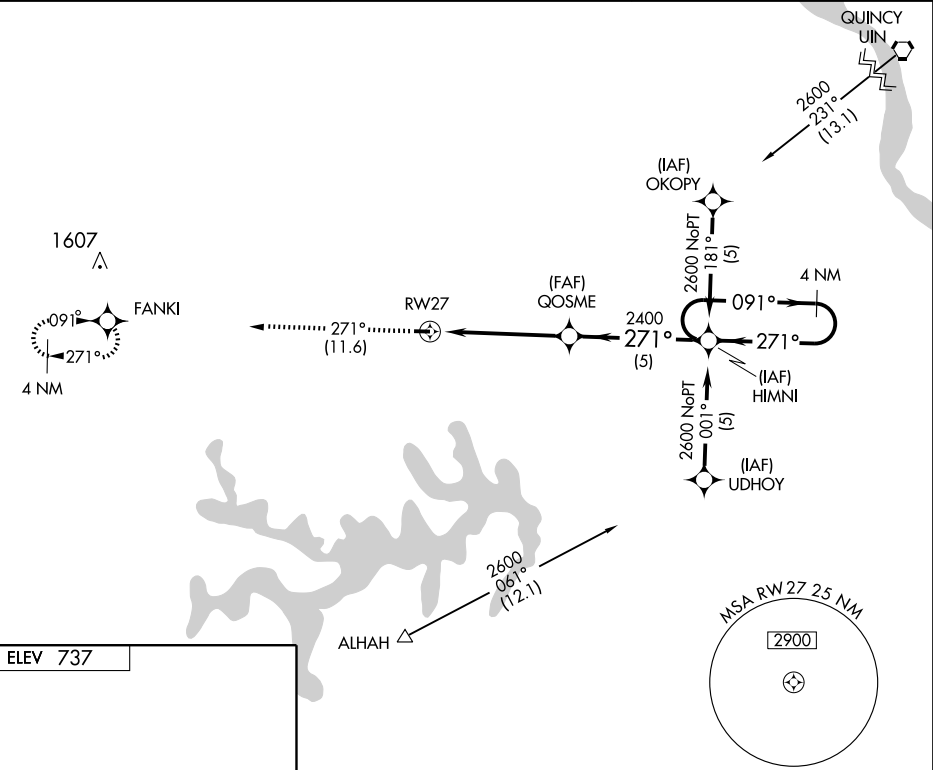 QUINCY
UIN
2600
231°
(13.1)
(IAF)
OKOPY
2600 NoPT
181°
(5)
1607
FANKI
091°
271°
4 NM
RW27
271°
(11.6)
(FAF)
QOSME
2400
271°
(5)
4 NM
091°
271°
(IAF)
HIMNI
2600 NoPT
001°
(5)
(IAF)
UDHOY
2600
061°
(12.1)
ALHAH
MSA RW27 25 NM
2900
ELEV 737